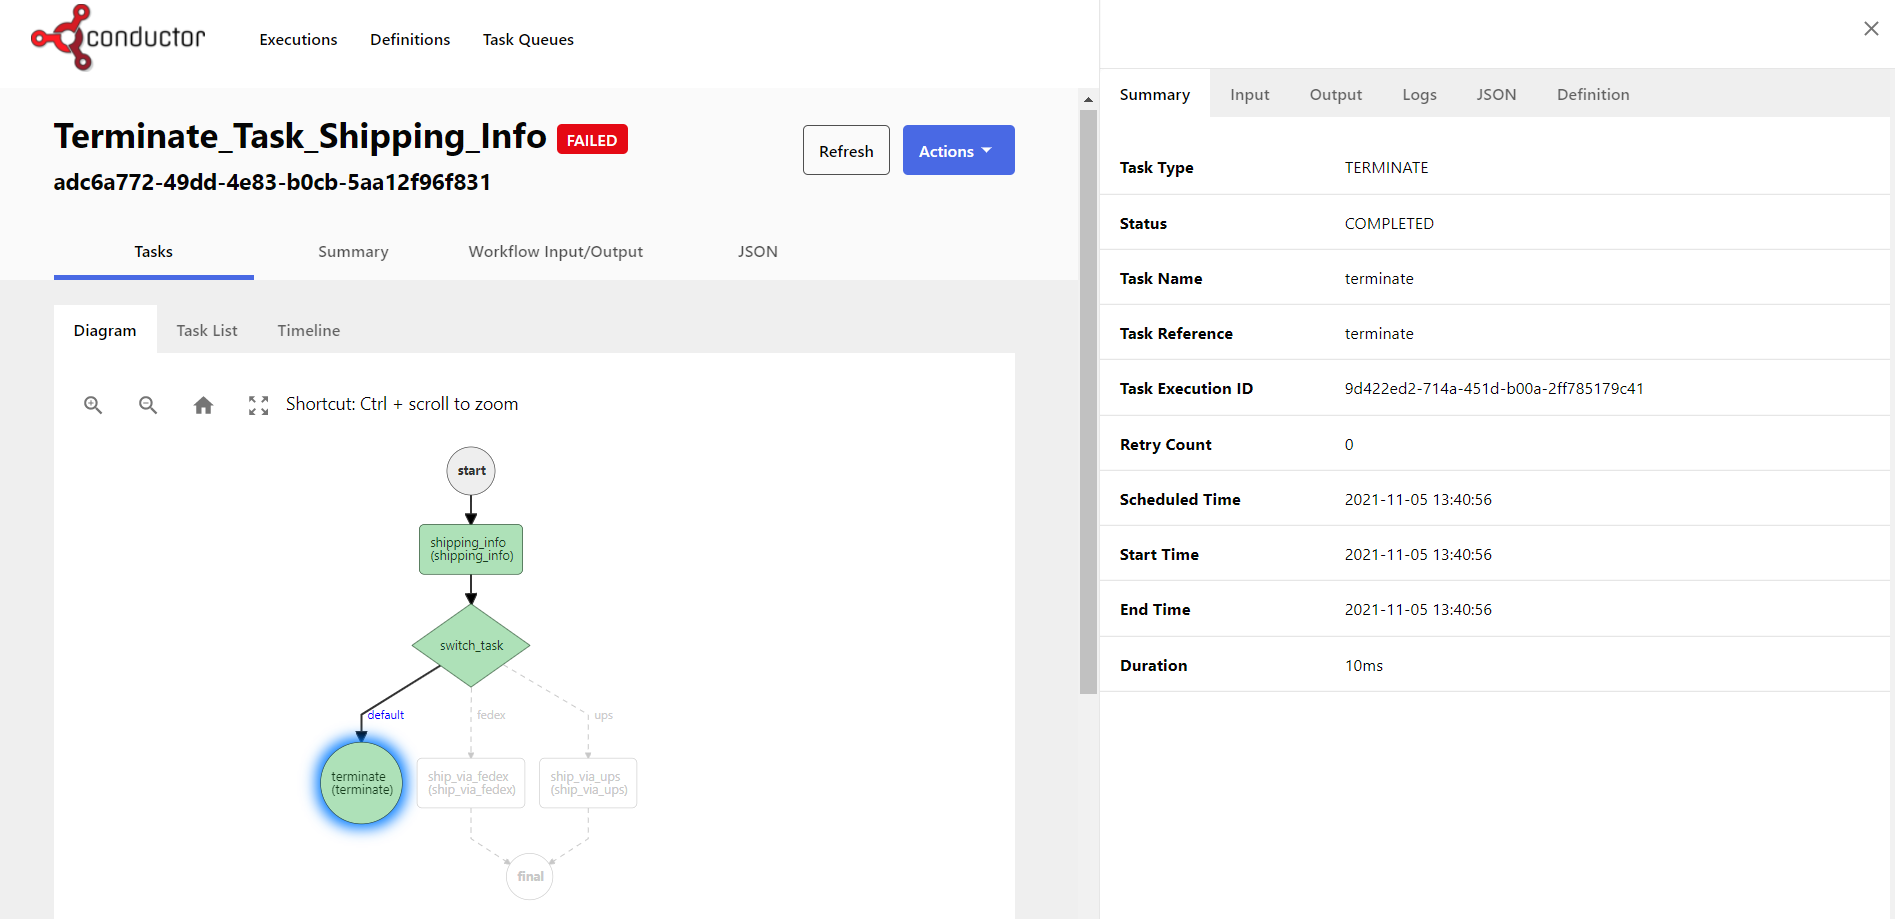 conductor
Executions Definitions Task Queues
Terminate_Task_Shipping_Info FAILED
adc6a772-49dd-4e83-b0cb-5aa12f96f831
Refresh
Actions
Tasks Summary Workflow Input/Output JSON
Diagram Task List Timeline
Shortcut: Ctrl + scroll to zoom
start
shipping_info
(shipping_info)
switch_task
default fedex ups
terminate
(terminate)
ship_via_fedex
(ship_via_fedex)
ship_via_ups
(ship_via_ups)
final
Summary Input Output Logs JSON Definition
Task Type TERMINATE
Status COMPLETED
Task Name terminate
Task Reference terminate
Task Execution ID 9d422ed2-714a-451d-b00a-2ff785179c41
Retry Count 0
Scheduled Time 2021-11-05 13:40:56
Start Time 2021-11-05 13:40:56
End Time 2021-11-05 13:40:56
Duration 10ms